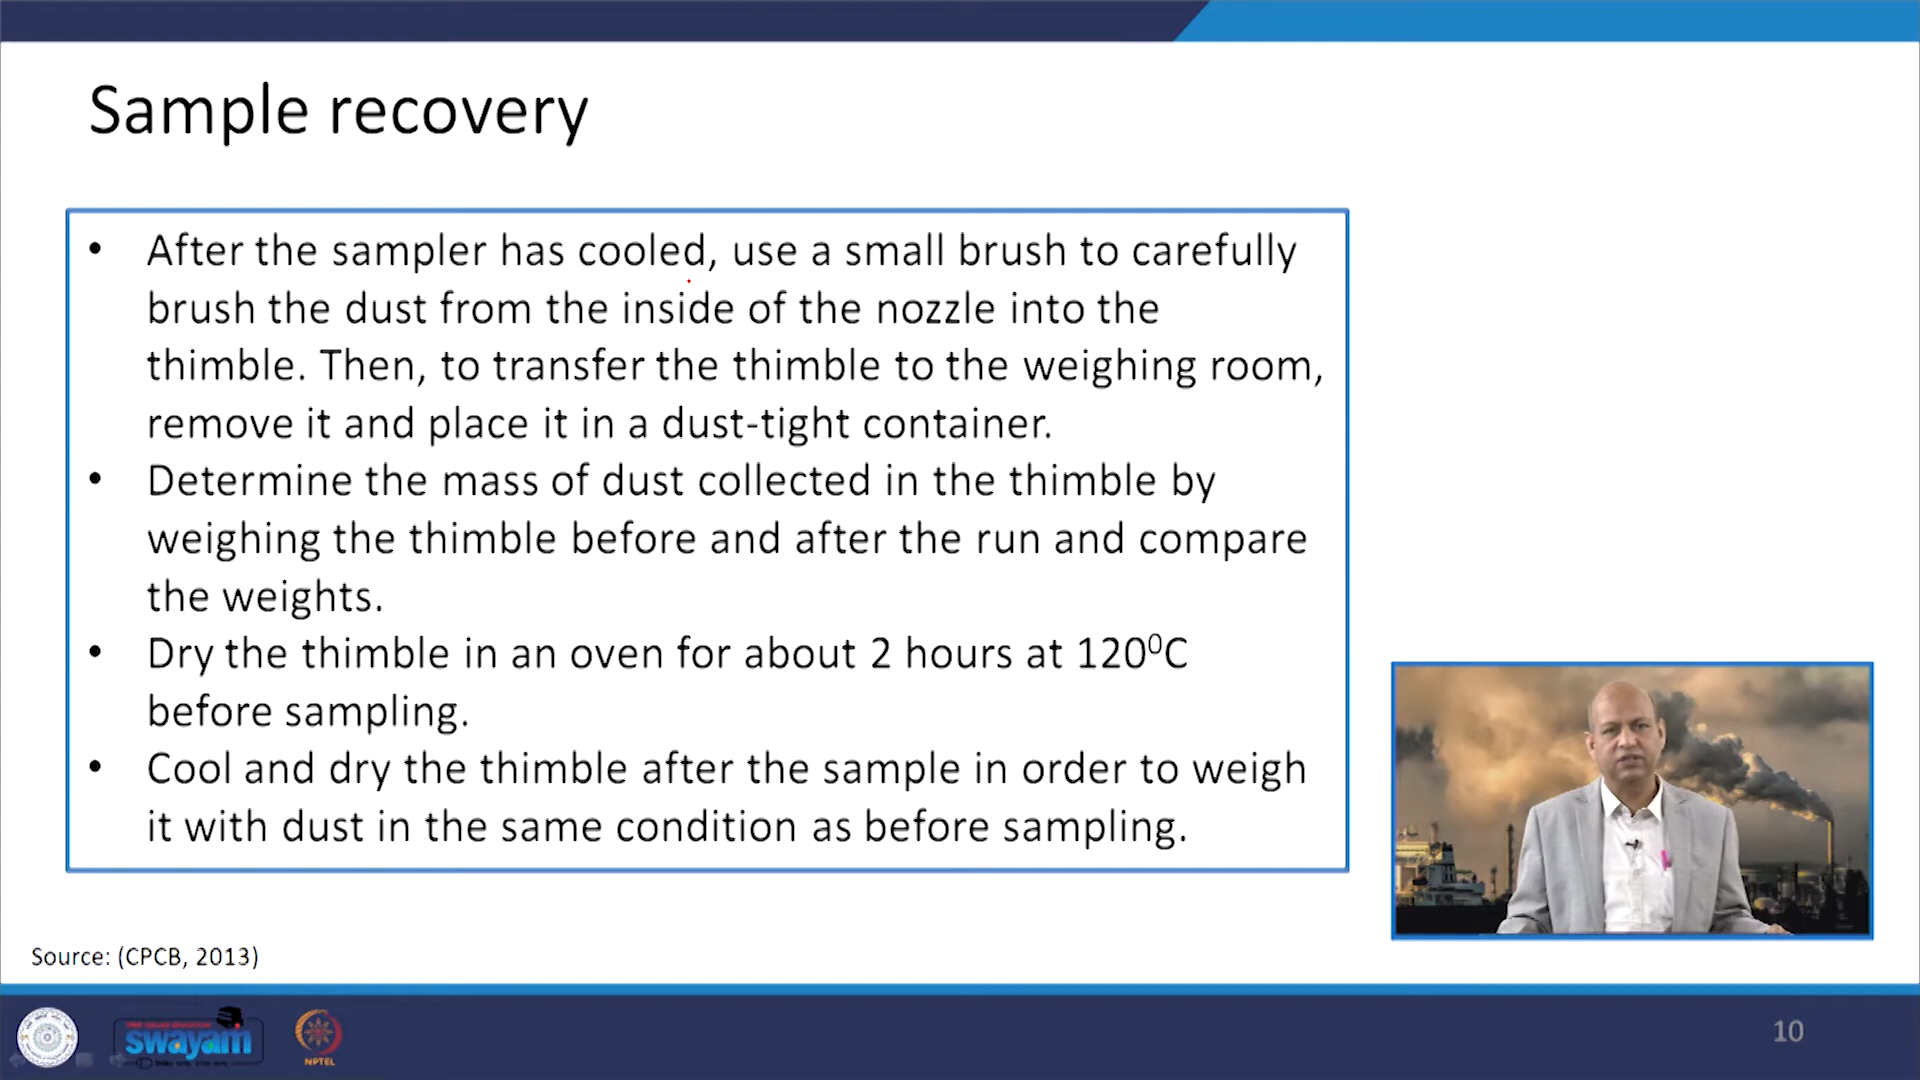 Sample recovery
• After the sampler has cooled, use a small brush to carefully
brush the dust from the inside of the nozzle into the
thimble. Then, to transfer the thimble to the weighing room,
remove it and place it in a dust-tight container.
• Determine the mass of dust collected in the thimble by
weighing the thimble before and after the run and compare
the weights.
• Dry the thimble in an oven for about 2 hours at 120⁰C
before sampling.
• Cool and dry the thimble after the sample in order to weigh
it with dust in the same condition as before sampling.
Source: (CPCB, 2013)
swayam
NPTEL
10